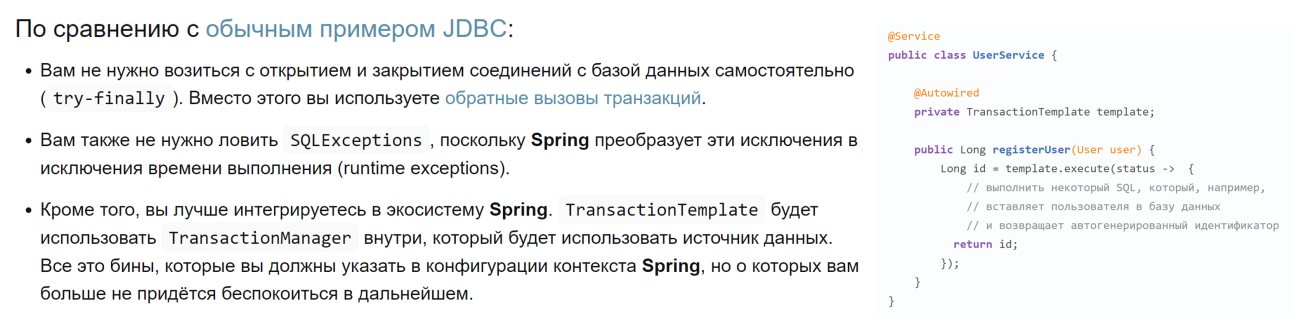 По сравнению с обычным примером JDBC:
• Вам не нужно возиться с открытием и закрытием соединений с базой данных самостоятельно
( try-finally ). Вместо этого вы используете обратные вызовы транзакций.
• Вам также не нужно ловить SQLExceptions , поскольку Spring преобразует эти исключения в
исключения времени выполнения (runtime exceptions).
• Кроме того, вы лучше интегрируетесь в экосистему Spring. TransactionTemplate будет
использовать TransactionManager внутри, который будет использовать источник данных.
Все это бины, которые вы должны указать в конфигурации контекста Spring, но о которых вам
больше не придётся беспокоиться в дальнейшем.
@Service
public class UserService {
@Autowired
private TransactionTemplate template;
public Long registerUser(User user) {
Long id = template.execute(status -> {
// выполнить некоторый SQL, который, например,
// вставляет пользователя в базу данных
// и возвращает автогенерированный идентификатор
return id;
});
}
}